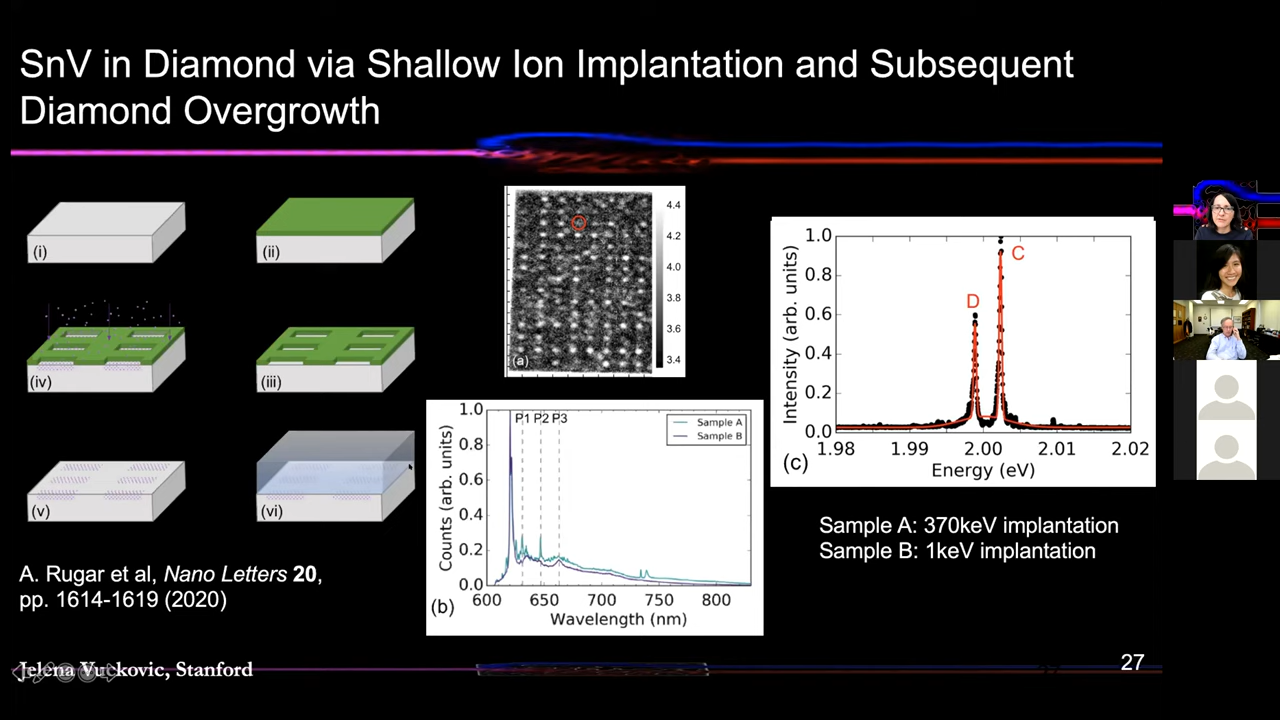 SnV in Diamond via Shallow Ion Implantation and Subsequent
Diamond Overgrowth
(i)
(ii)
(iv)
(iii)
(v)
(vi)
A. Rugar et al, Nano Letters 20,
pp. 1614-1619 (2020)
4.4
4.2
4.0
3.8
3.6
3.4
(a)
Counts (arb. units)
1.0
0.8
0.6
0.4
0.2
0.0
P1 P2 P3
Sample A
Sample B
600 650 700 750 800
Wavelength (nm)
(b)
Intensity (arb. units)
1.0
0.8
0.6
0.4
0.2
0.0
D
C
1.98 1.99 2.00 2.01 2.02
Energy (eV)
(c)
Sample A: 370keV implantation
Sample B: 1keV implantation
Jelena Vuckovic, Stanford
27